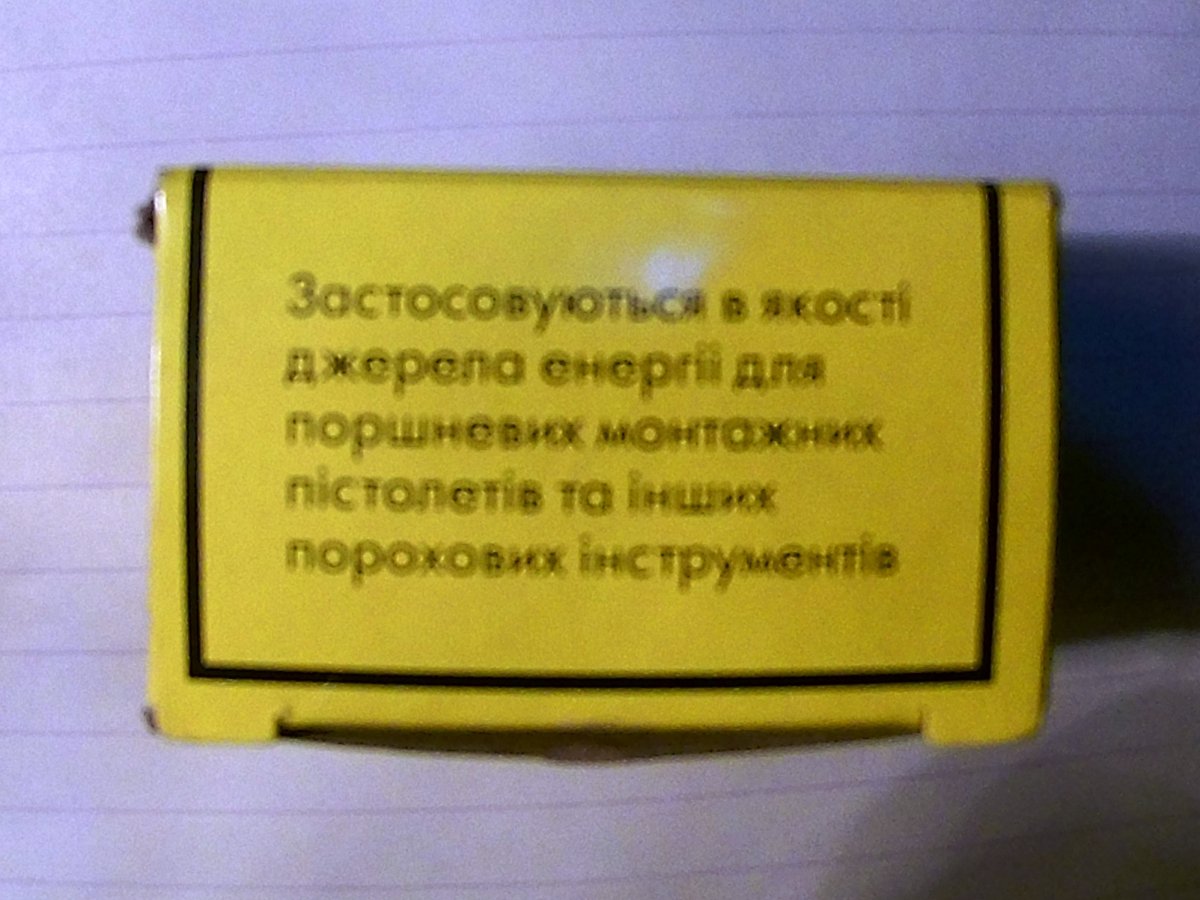 Застосовуються в якості
джерела енергії для
поршневих монтажних
пістолетів та інших
порохових інструментів